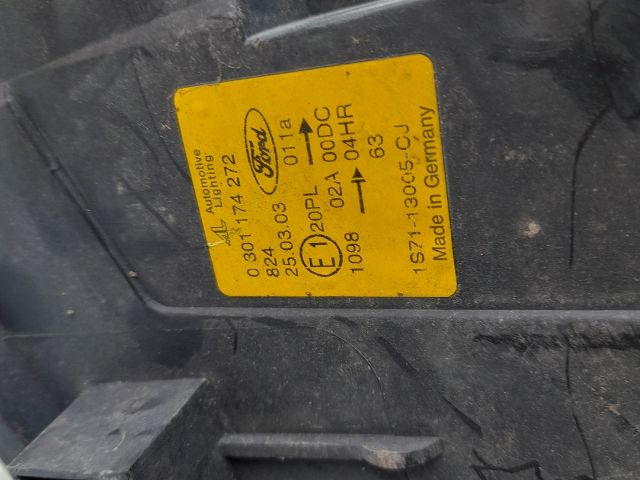 AL Automotive Lighting
0 301 174 272
824
25.03.03
Ford
011a
E1 20PL 02A 00DC
1098 04HR
63
1S71-13005-CJ
Made in Germany